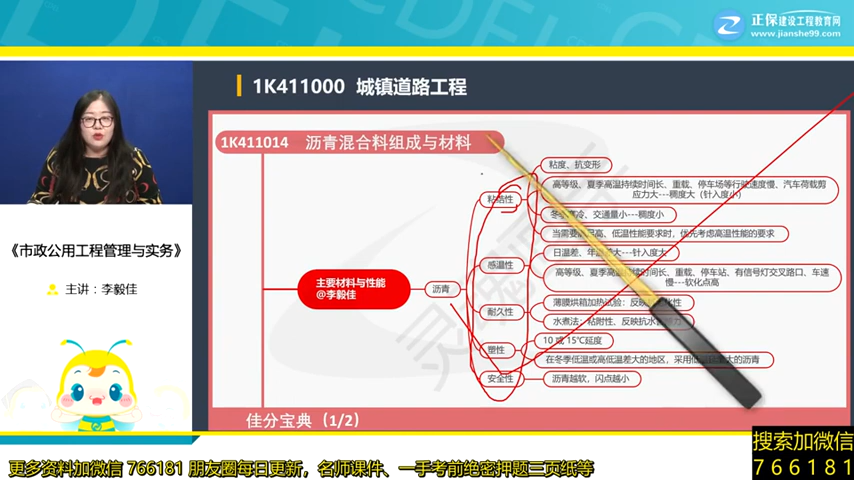 正保建设工程教育网
www.jianshe99.com
1K411000 城镇道路工程
1K411014 沥青混合料组成与材料
《市政公用工程管理与实务》
主讲：李毅佳
主要材料与性能
@李毅佳
沥青
粘结性
粘度、抗变形
高等级、夏季高温持续时间长、重载、停车场等行驶速度慢、汽车荷载剪
应力大---稠度大（针入度小）
冬季寒冷、交通量小---稠度小
当需要满足高、低温性能要求时，优先考虑高温性能的要求
感温性
日温差、年温差大---针入度大
高等级、夏季高温持续时间长、重载、停车站、有信号灯交叉路口、车速
慢---软化点高
耐久性
薄膜烘箱加热试验：反映
水煮法：粘附性、反映抗水
塑性
10 或 15℃延度
在冬季低温或高低温差大的地区，采用低温延度大的沥青
安全性
沥青越软，闪点越小
佳分宝典（1/2）
更多资料加微信 766181 朋友圈每日更新，名师课件、一手考前绝密押题三页纸等
搜索加微信
766181